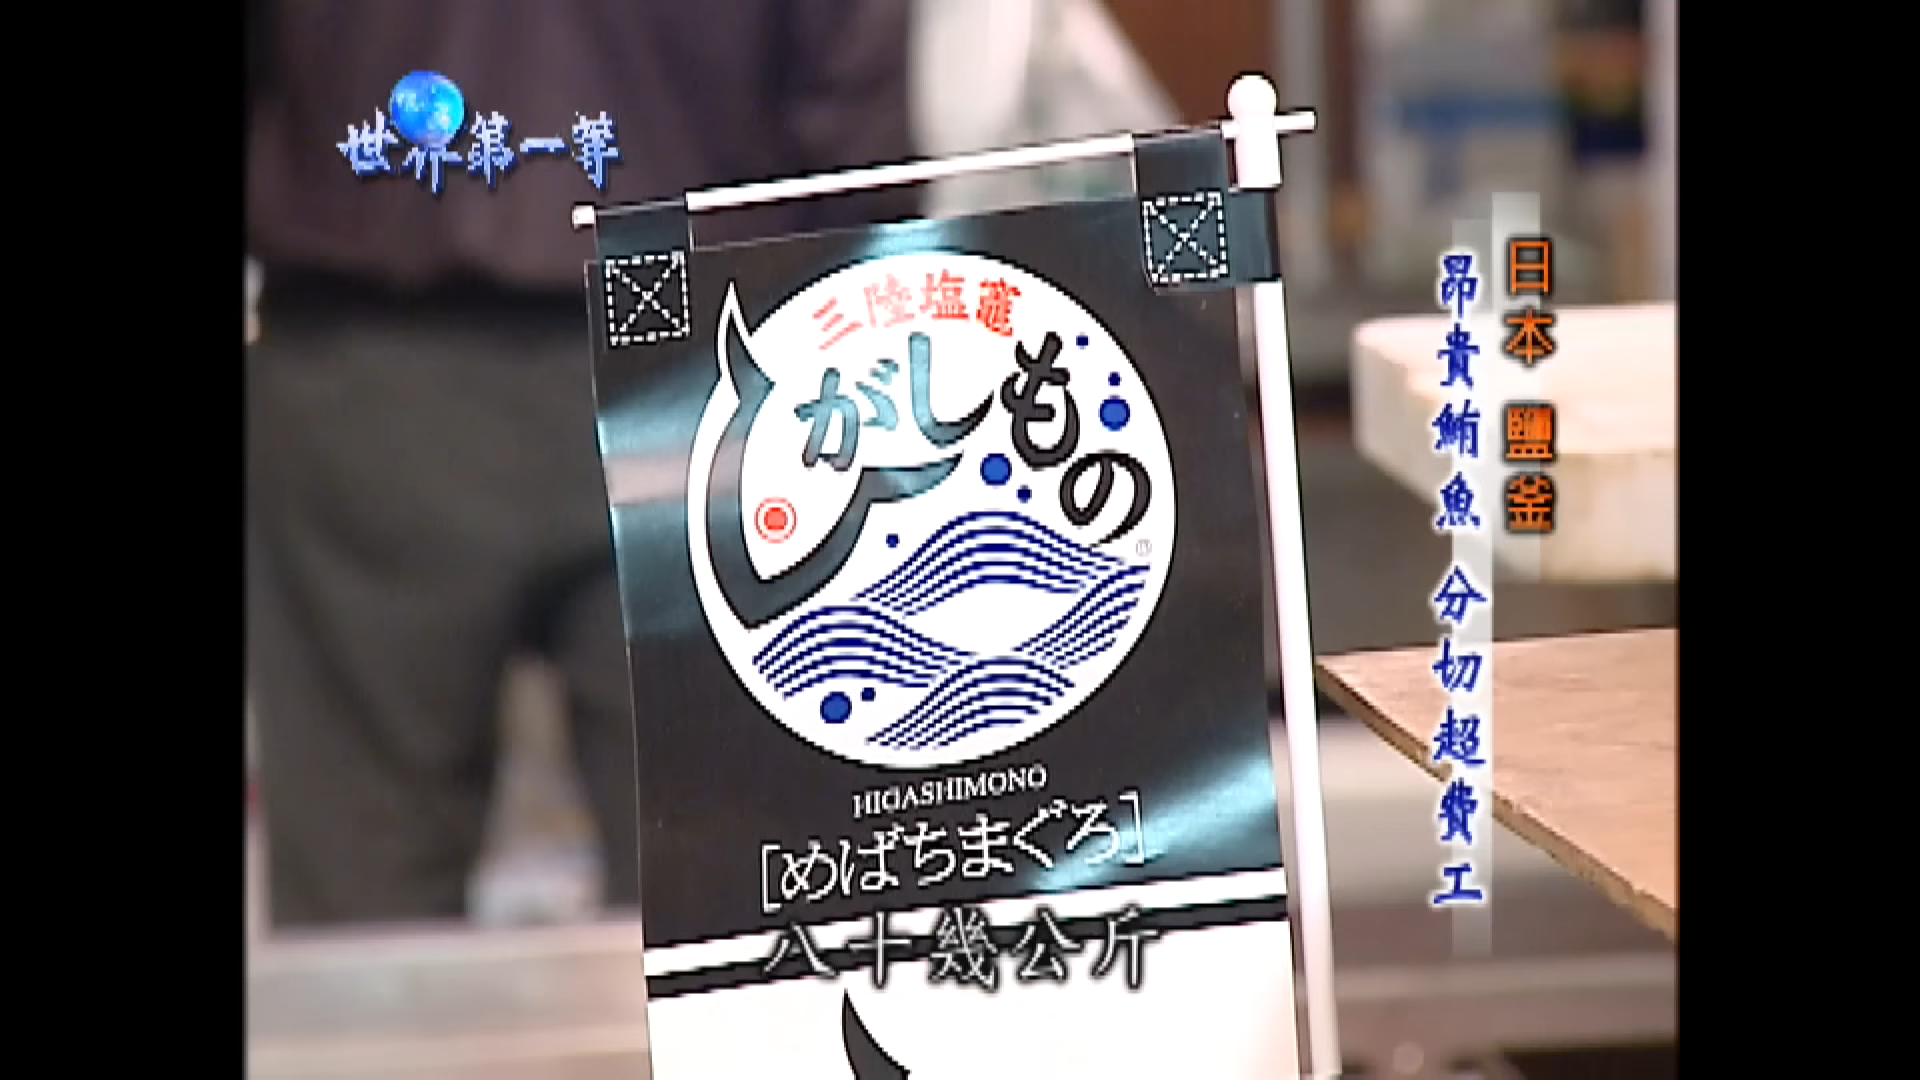 世界第一等
日本 鹽釜
昂貴鮪魚 分切超費工
三陸塩竈
ひがしもの
HIGASHIMONO
[めばちまぐろ]
八十幾公斤